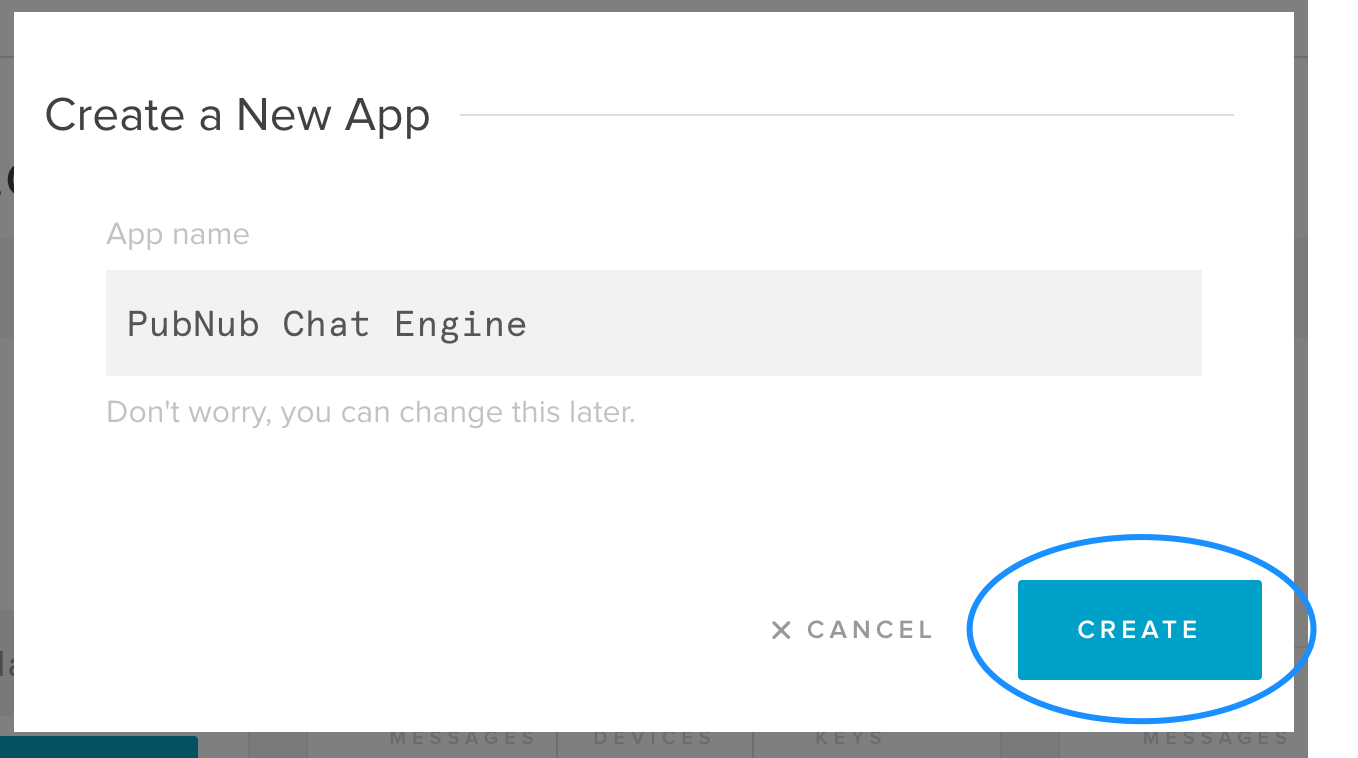 Create a New App
App name
PubNub Chat Engine
Don't worry, you can change this later.
✕ CANCEL
CREATE
MESSAGES
DEVICES
KEYS
MESSAGES